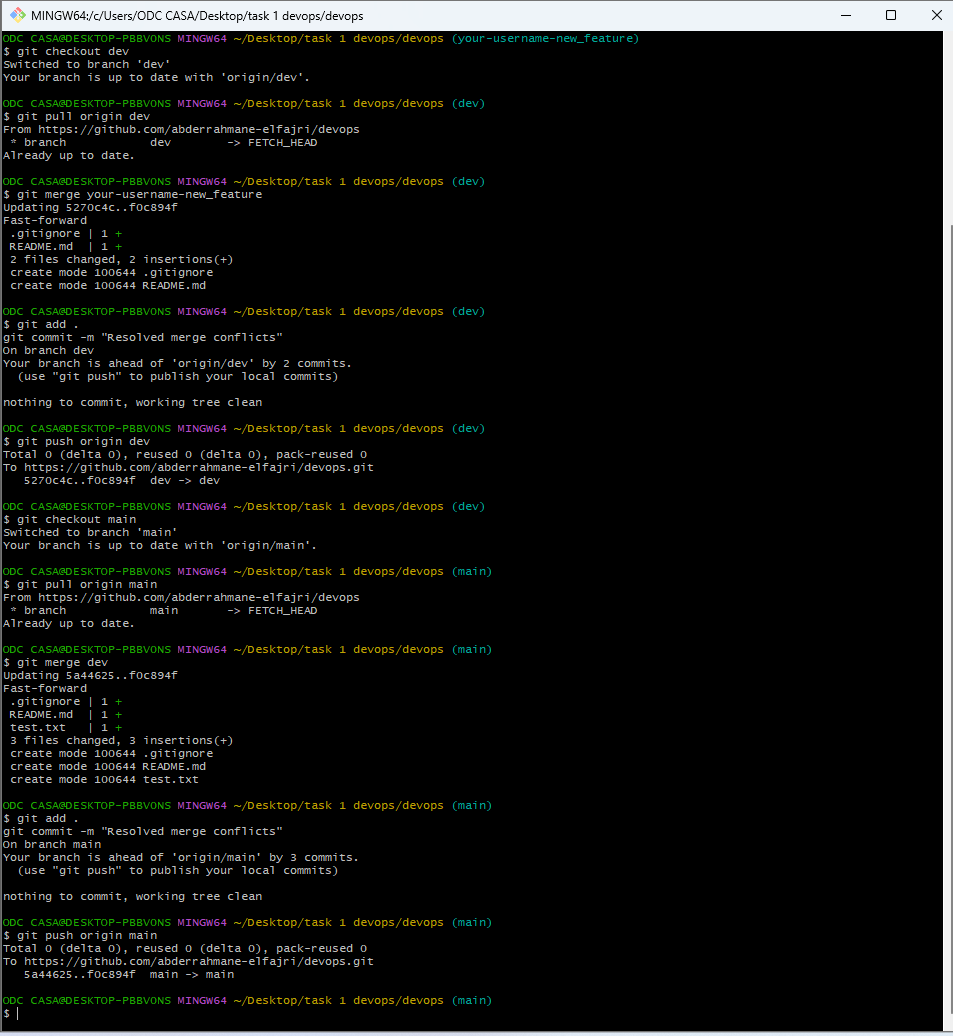 MINGW64:/c/Users/ODC CASA/Desktop/task 1 devops/devops
ODC CASA@DESKTOP-PBBVONS MINGW64 ~/Desktop/task 1 devops/devops (your-username-new_feature)
$ git checkout dev
Switched to branch 'dev'
Your branch is up to date with 'origin/dev'.

ODC CASA@DESKTOP-PBBVONS MINGW64 ~/Desktop/task 1 devops/devops (dev)
$ git pull origin dev
From https://github.com/abderrahmane-elfajri/devops
 * branch            dev        -> FETCH_HEAD
Already up to date.

ODC CASA@DESKTOP-PBBVONS MINGW64 ~/Desktop/task 1 devops/devops (dev)
$ git merge your-username-new_feature
Updating 5270c4c..f0c894f
Fast-forward
 .gitignore | 1 +
 README.md  | 1 +
 2 files changed, 2 insertions(+)
 create mode 100644 .gitignore
 create mode 100644 README.md

ODC CASA@DESKTOP-PBBVONS MINGW64 ~/Desktop/task 1 devops/devops (dev)
$ git add .
git commit -m "Resolved merge conflicts"
On branch dev
Your branch is ahead of 'origin/dev' by 2 commits.
  (use "git push" to publish your local commits)

nothing to commit, working tree clean

ODC CASA@DESKTOP-PBBVONS MINGW64 ~/Desktop/task 1 devops/devops (dev)
$ git push origin dev
Total 0 (delta 0), reused 0 (delta 0), pack-reused 0
To https://github.com/abderrahmane-elfajri/devops.git
   5270c4c..f0c894f  dev -> dev

ODC CASA@DESKTOP-PBBVONS MINGW64 ~/Desktop/task 1 devops/devops (dev)
$ git checkout main
Switched to branch 'main'
Your branch is up to date with 'origin/main'.

ODC CASA@DESKTOP-PBBVONS MINGW64 ~/Desktop/task 1 devops/devops (main)
$ git pull origin main
From https://github.com/abderrahmane-elfajri/devops
 * branch            main       -> FETCH_HEAD
Already up to date.

ODC CASA@DESKTOP-PBBVONS MINGW64 ~/Desktop/task 1 devops/devops (main)
$ git merge dev
Updating 5a44625..f0c894f
Fast-forward
 .gitignore | 1 +
 README.md  | 1 +
 test.txt   | 1 +
 3 files changed, 3 insertions(+)
 create mode 100644 .gitignore
 create mode 100644 README.md
 create mode 100644 test.txt

ODC CASA@DESKTOP-PBBVONS MINGW64 ~/Desktop/task 1 devops/devops (main)
$ git add .
git commit -m "Resolved merge conflicts"
On branch main
Your branch is ahead of 'origin/main' by 3 commits.
  (use "git push" to publish your local commits)

nothing to commit, working tree clean

ODC CASA@DESKTOP-PBBVONS MINGW64 ~/Desktop/task 1 devops/devops (main)
$ git push origin main
Total 0 (delta 0), reused 0 (delta 0), pack-reused 0
To https://github.com/abderrahmane-elfajri/devops.git
   5a44625..f0c894f  main -> main

ODC CASA@DESKTOP-PBBVONS MINGW64 ~/Desktop/task 1 devops/devops (main)
$